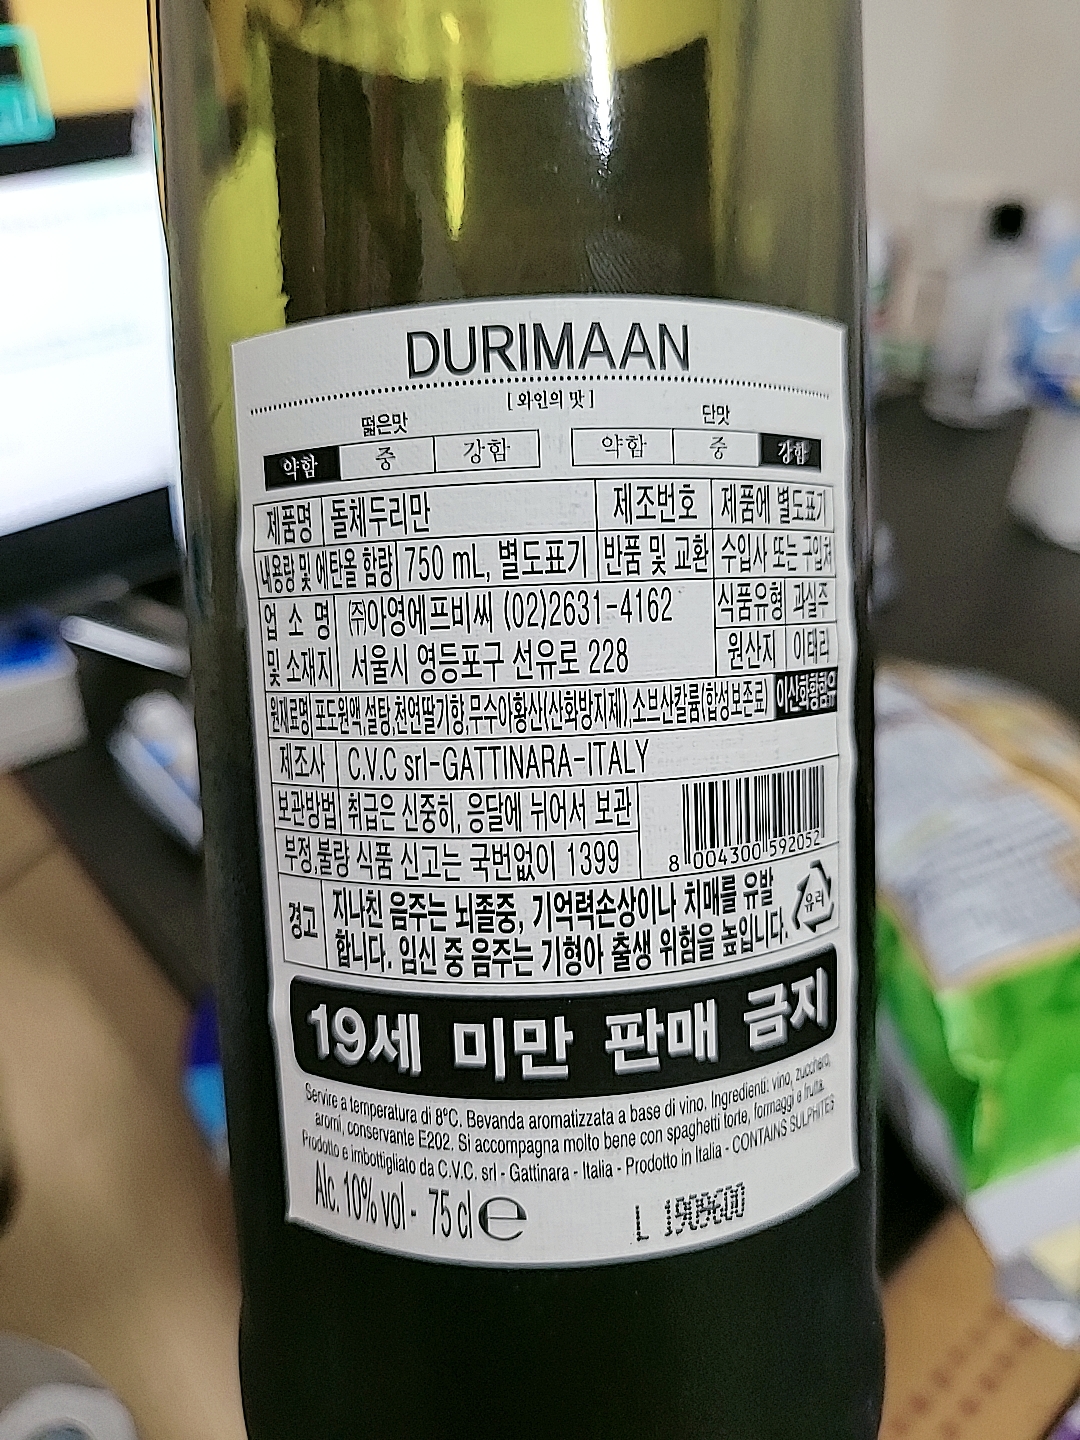 DURIMAAN
[와인의 맛]
떫은맛 단맛
약함 중 강함 약함 중 강함
제품명 돌체두리만 제조번호 제품에 별도표기
내용량 및 에탄올 함량 750 mL, 별도표기 반품 및 교환 수입사 또는 구입처
업 소 명 ㈜아영에프비씨 (02)2631-4162 식품유형 과실주
및 소재지 서울시 영등포구 선유로 228 원산지 이태리
원재료명 포도원액,설탕,천연딸기향,무수아황산(산화방지제),소브산칼륨(합성보존료) 이산화황함유
제조사 C.V.C srl-GATTINARA-ITALY
보관방법 취급은 신중히, 응달에 뉘어서 보관
부정,불량 식품 신고는 국번없이 1399
8 004300 592052
경고 지나친 음주는 뇌졸중, 기억력손상이나 치매를 유발
합니다. 임신 중 음주는 기형아 출생 위험을 높입니다.
유리
19세 미만 판매 금지
Servire a temperatura di 8°C. Bevanda aromatizzata a base di vino. Ingredienti: vino, zucchero,
aromi, conservante E202. Si accompagna molto bene con spaghetti torte, formaggi e frutta.
Prodotto e imbottigliato da C.V.C. srl - Gattinara - Italia - Prodotto in Italia - CONTAINS SULPHITES
Alc. 10% vol - 75 cl e
L 1909600